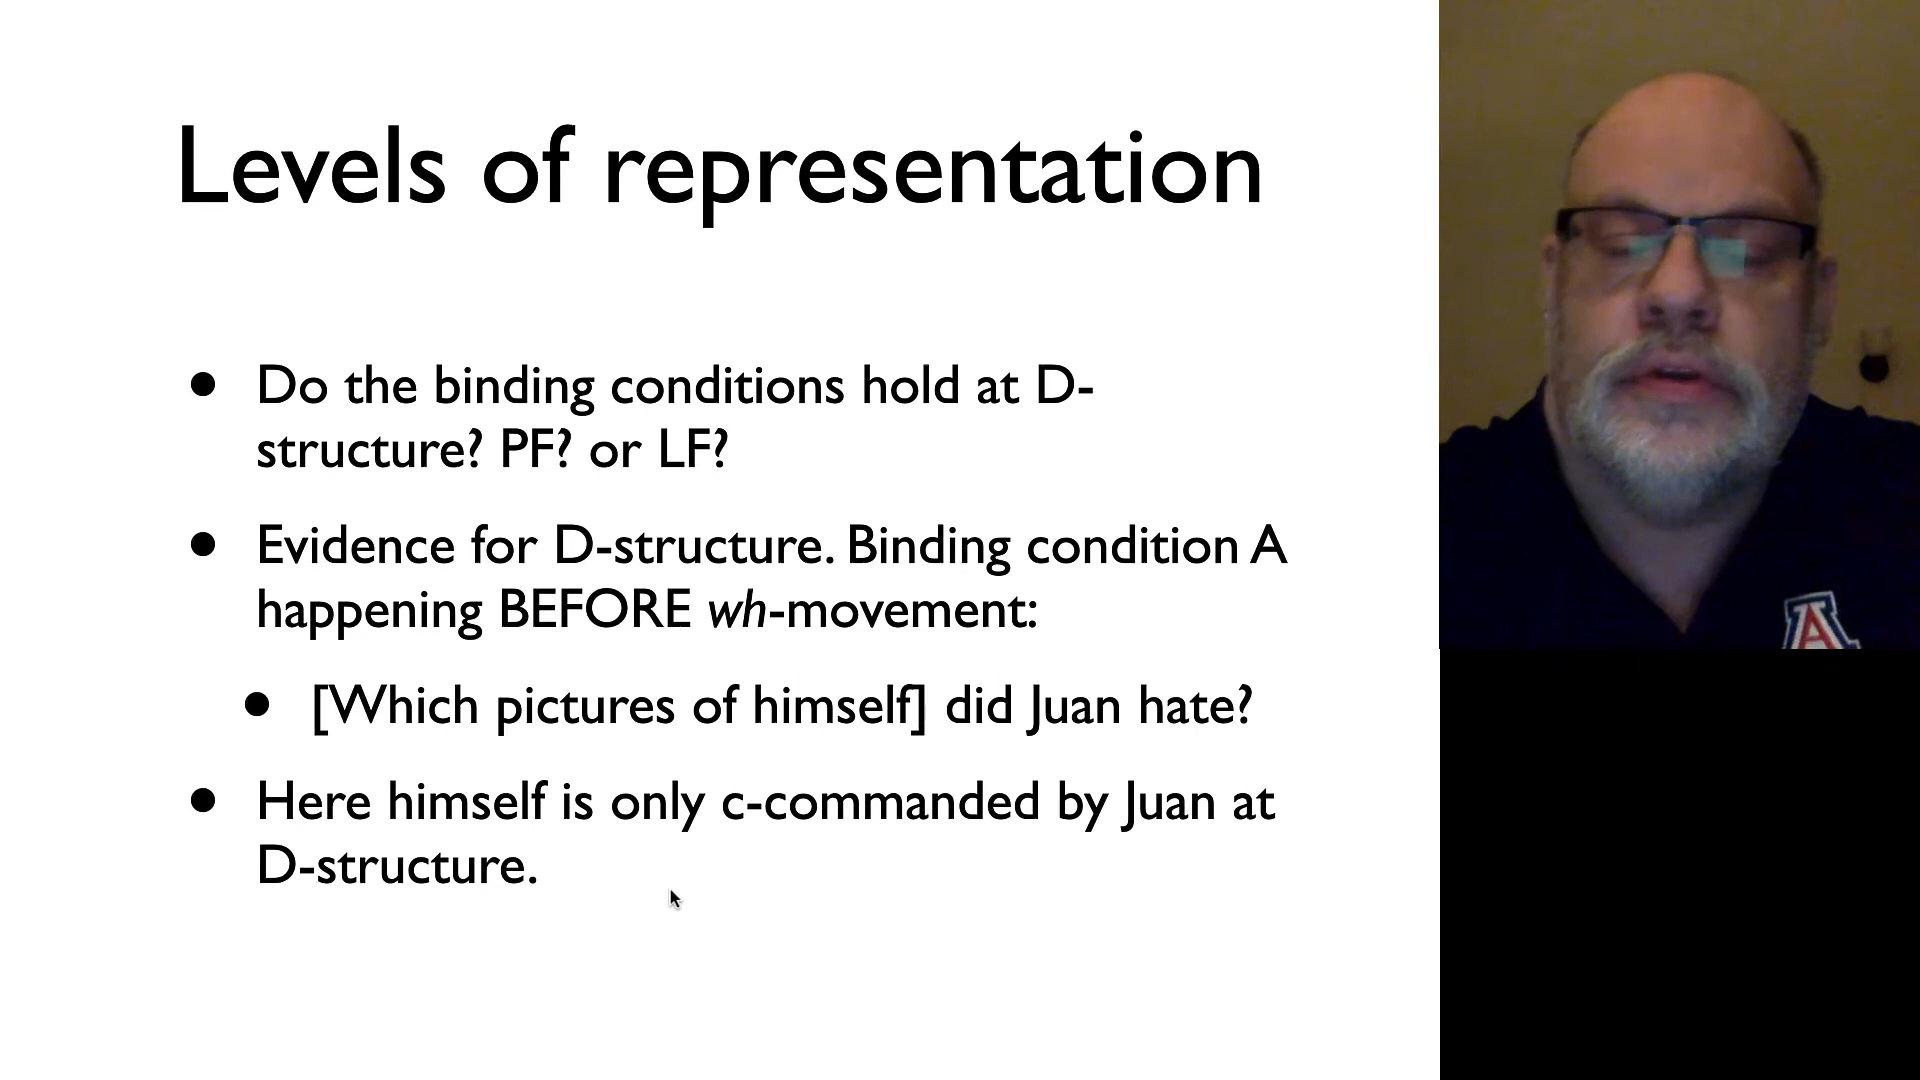 Levels of representation
• Do the binding conditions hold at D-
structure? PF? or LF?
• Evidence for D-structure. Binding condition A
happening BEFORE wh-movement:
• [Which pictures of himself] did Juan hate?
• Here himself is only c-commanded by Juan at
D-structure.
A